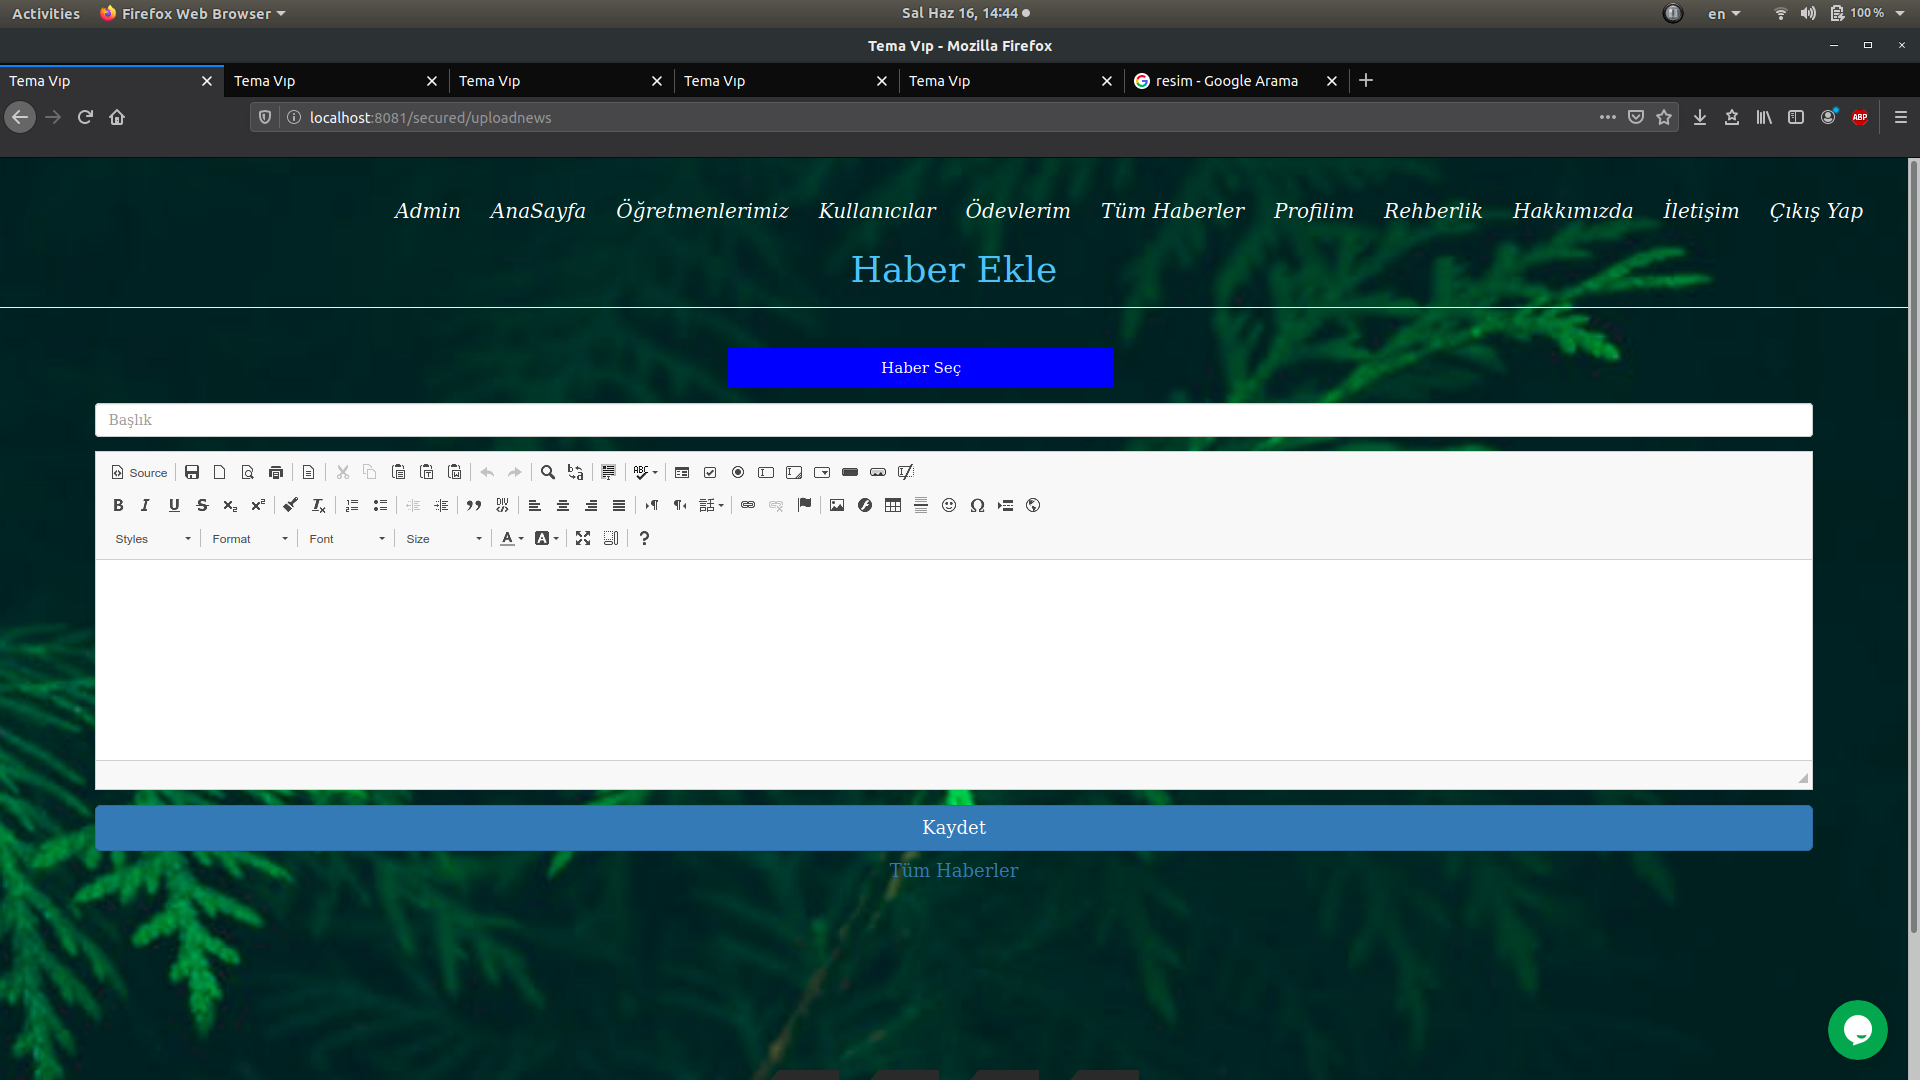 Activities Firefox Web Browser Sal Haz 16, 14:44 en 100 %
Tema Vıp - Mozilla Firefox
Tema Vıp Tema Vıp Tema Vıp Tema Vıp Tema Vıp resim - Google Arama
localhost:8081/secured/uploadnews ABP
Admin AnaSayfa Öğretmenlerimiz Kullanıcılar Ödevlerim Tüm Haberler Profilim Rehberlik Hakkımızda İletişim Çıkış Yap
Haber Ekle
Haber Seç
Başlık
Source
Styles Format Font Size
Kaydet
Tüm Haberler